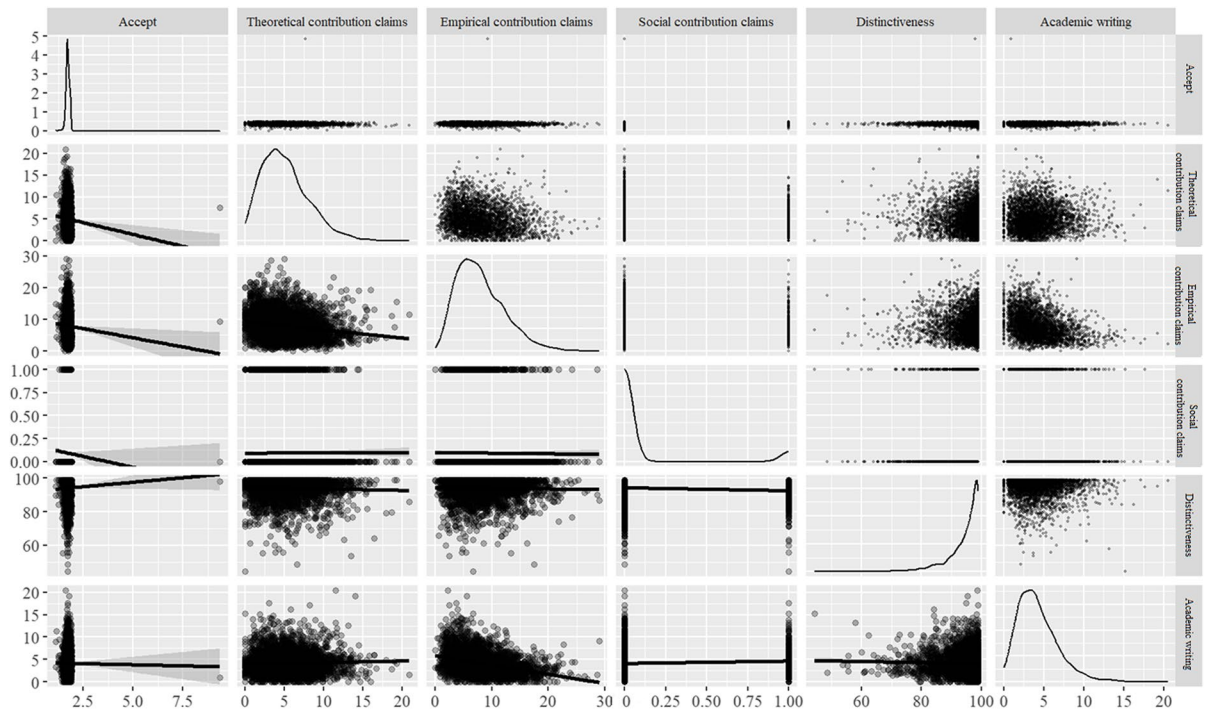 Accept
Theoretical contribution claims
Empirical contribution claims
Social contribution claims
Distinctiveness
Academic writing
5
4
3
2
1
0
Accept
20
15
10
5
0
Theoretical
contribution claims
30
20
10
0
Empirical
contribution claims
1.00
0.75
0.50
0.25
0.00
Social
contribution claims
100
80
60
Distinctiveness
20
15
10
5
0
Academic writing
2.5 5.0 7.5
0 5 10 15 20
0 10 20 30
0 0.25 0.50 0.75 1.00
60 80 100
0 5 10 15 20